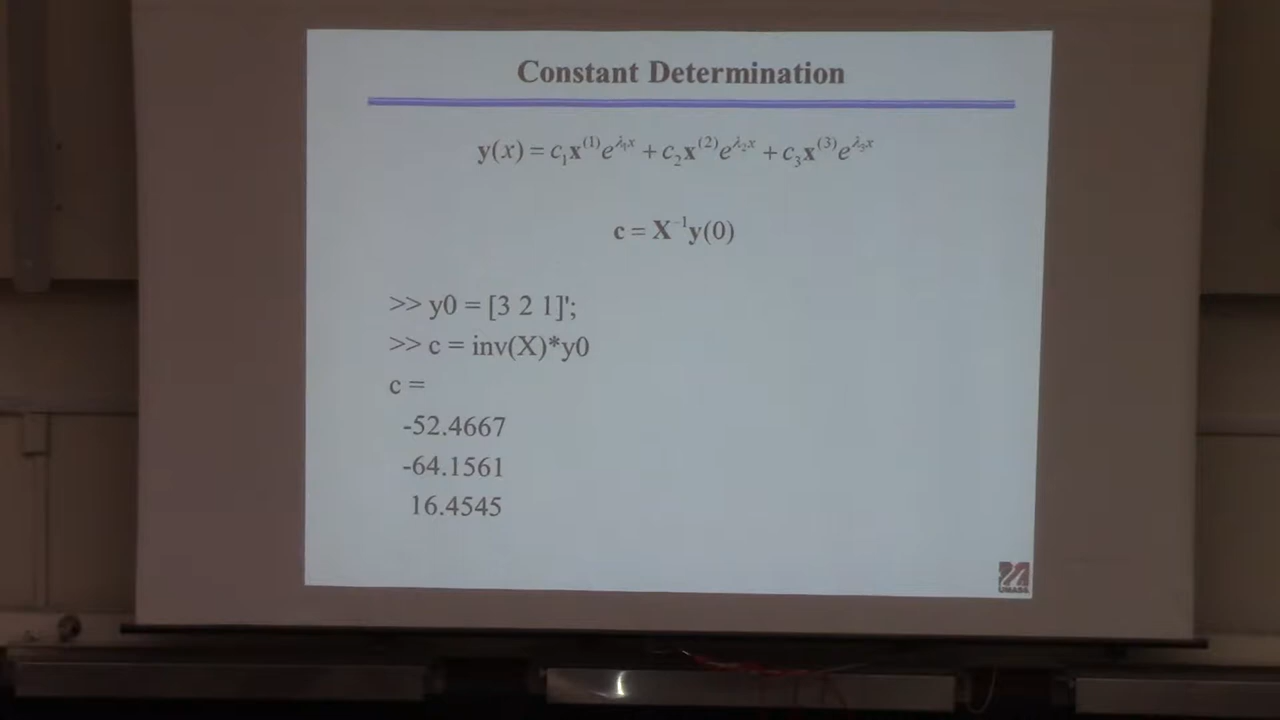 Constant Determination
y(x) = c₁x⁽¹⁾e^{λ₁x} + c₂x⁽²⁾e^{λ₂x} + c₃x⁽³⁾e^{λ₃x}
c = X⁻¹y(0)
>> y0 = [3 2 1]';
>> c = inv(X)*y0
c =
-52.4667
-64.1561
16.4545
UMASS